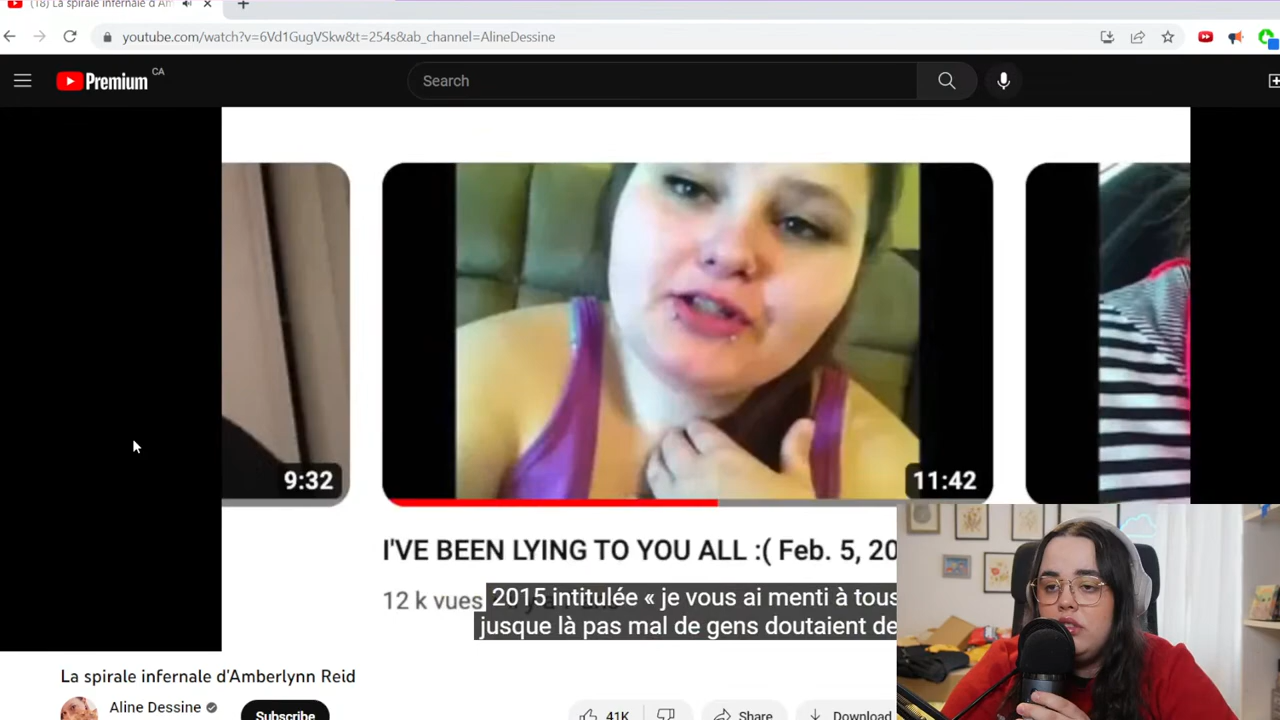 (18) La spirale infernale d'Am
youtube.com/watch?v=6Vd1GugVSkw&t=254s&ab_channel=AlineDessine
Premium CA
Search
9:32
11:42
I'VE BEEN LYING TO YOU ALL :( Feb. 5, 20
12 k vues
2015 intitulée « je vous ai menti à tous
jusque là pas mal de gens doutaient de
La spirale infernale d'Amberlynn Reid
Aline Dessine
Subscribe
41K
Share
Download